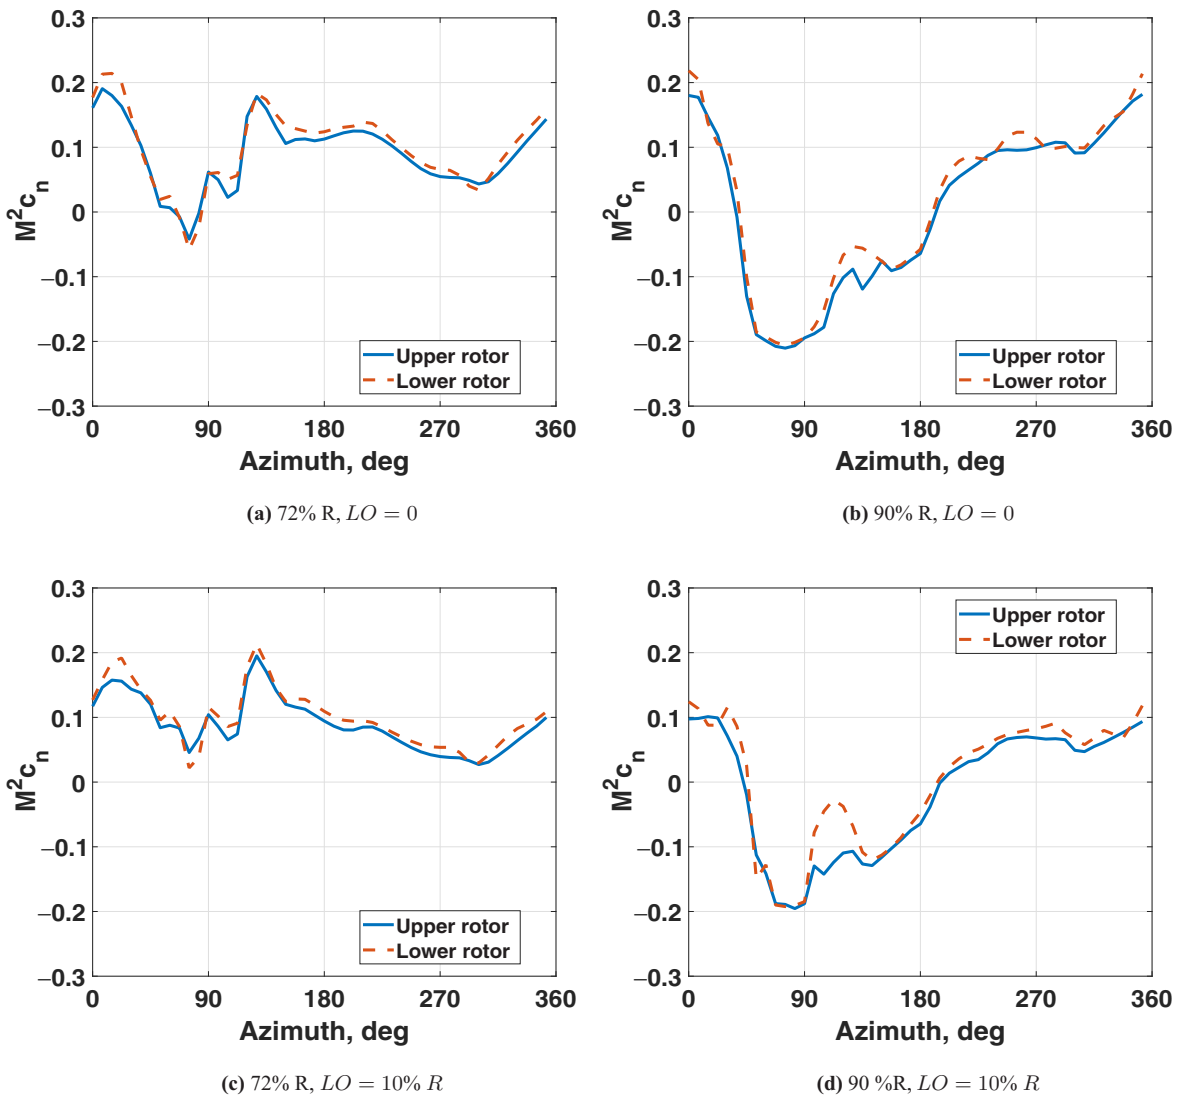 0.3
0.2
0.1
0
−0.1
−0.2
−0.3
M²cₙ
0 90 180 270 360
Azimuth, deg
Upper rotor
Lower rotor
(a) 72% R, LO = 0
0.3
0.2
0.1
0
−0.1
−0.2
−0.3
M²cₙ
0 90 180 270 360
Azimuth, deg
Upper rotor
Lower rotor
(b) 90% R, LO = 0
0.3
0.2
0.1
0
−0.1
−0.2
−0.3
M²cₙ
0 90 180 270 360
Azimuth, deg
Upper rotor
Lower rotor
(c) 72% R, LO = 10% R
0.3
0.2
0.1
0
−0.1
−0.2
−0.3
M²cₙ
0 90 180 270 360
Azimuth, deg
Upper rotor
Lower rotor
(d) 90 %R, LO = 10% R